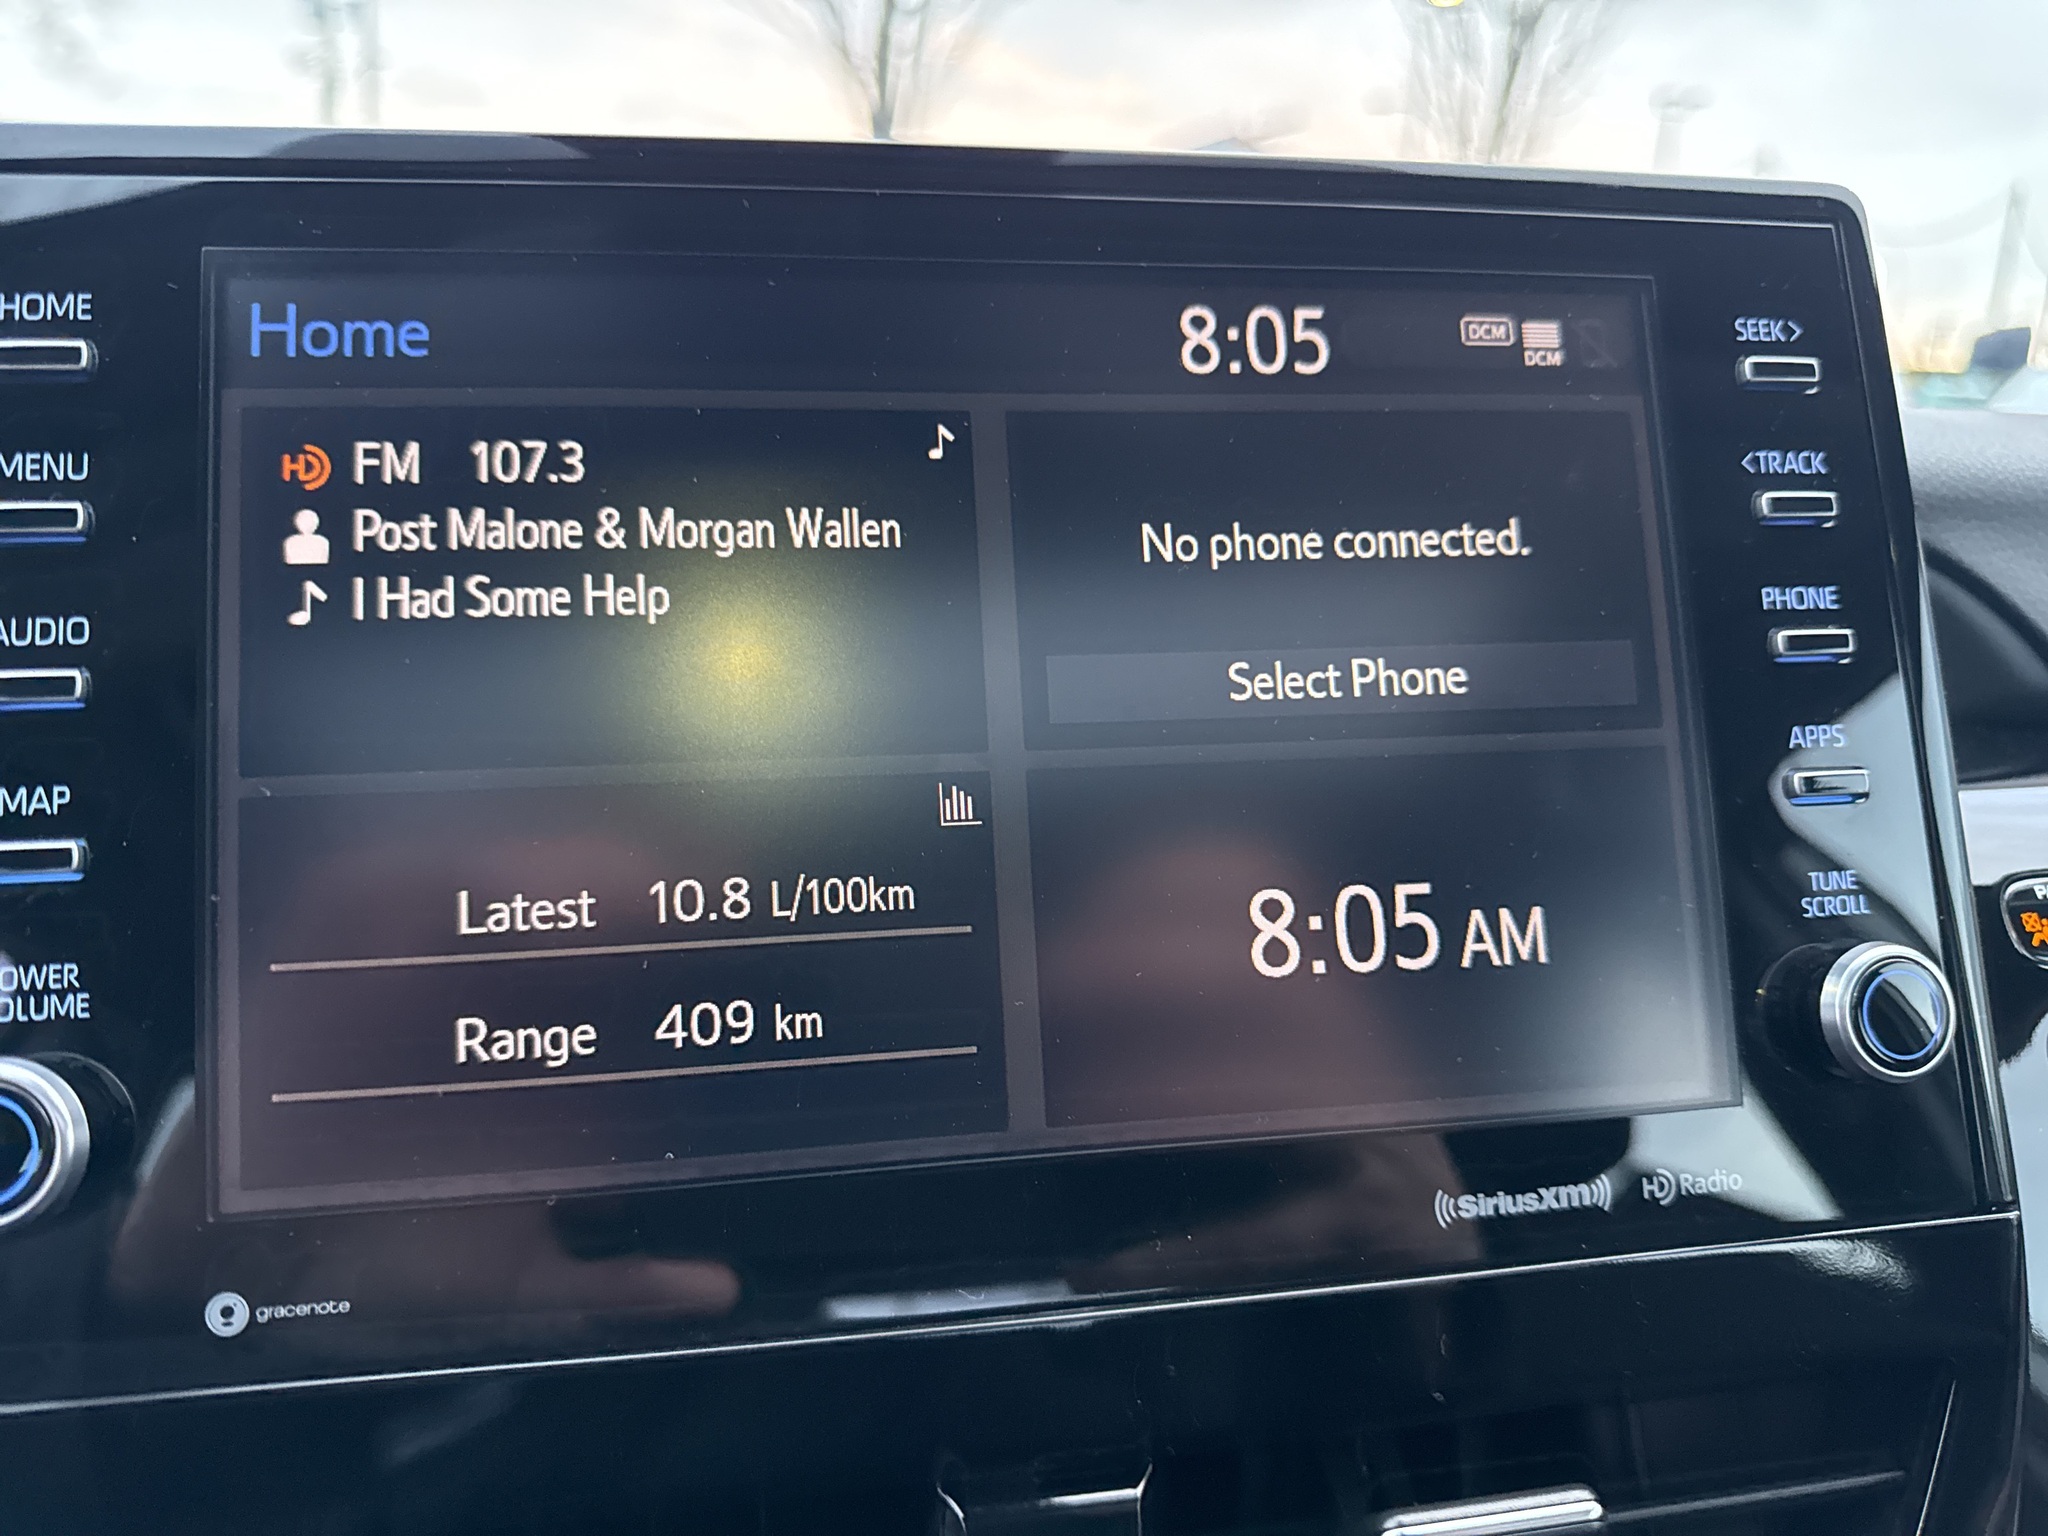 HOME
MENU
AUDIO
MAP
OWER
OLUME
Home
8:05
DCM
DCM
HD FM 107.3
Post Malone & Morgan Wallen
I Had Some Help
No phone connected.
Select Phone
Latest 10.8 L/100km
Range 409 km
8:05 AM
SEEK>
<TRACK
PHONE
APPS
TUNE
SCROLL
SiriusXM
HD Radio
gracenote